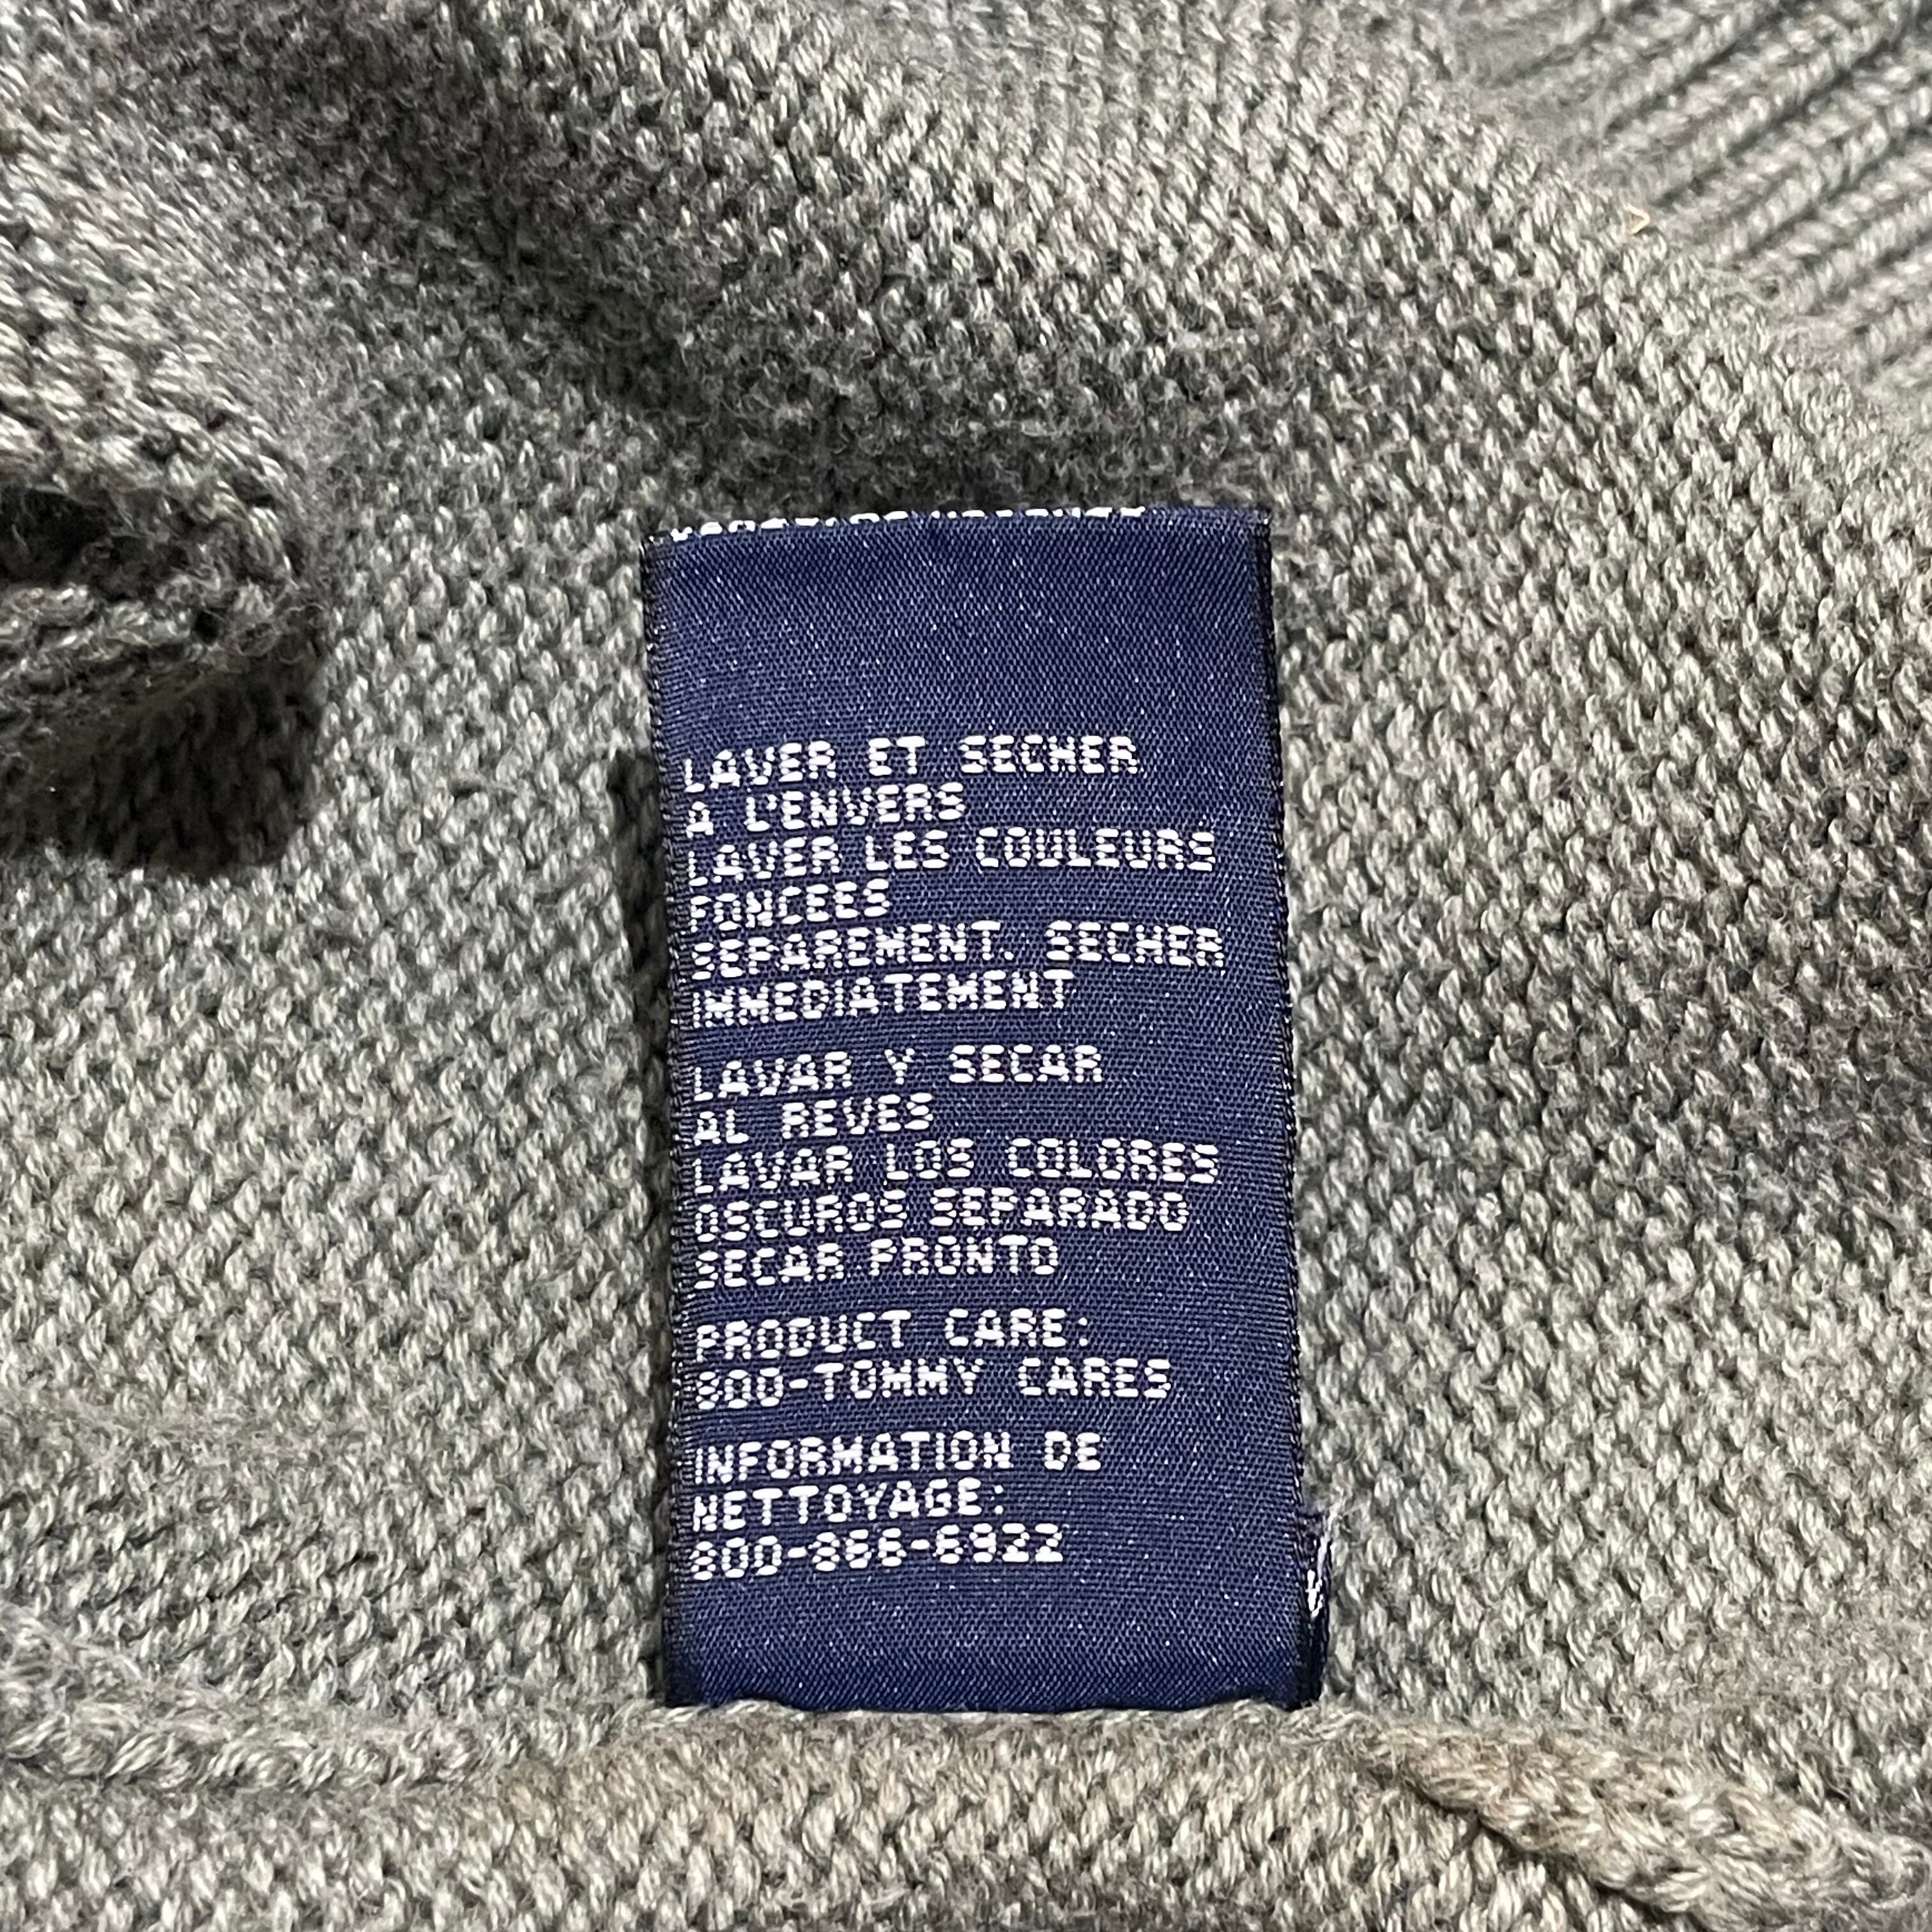 LAVER ET SECHER
A L'ENVERS
LAVER LES COULEURS
FONCEES
SEPAREMENT. SECHER
IMMEDIATEMENT
LAVAR Y SECAR
AL REVES
LAVAR LOS COLORES
OSCUROS SEPARADO
SECAR PRONTO
PRODUCT CARE:
800-TOMMY CARES
INFORMATION DE
NETTOYAGE:
800-866-6922